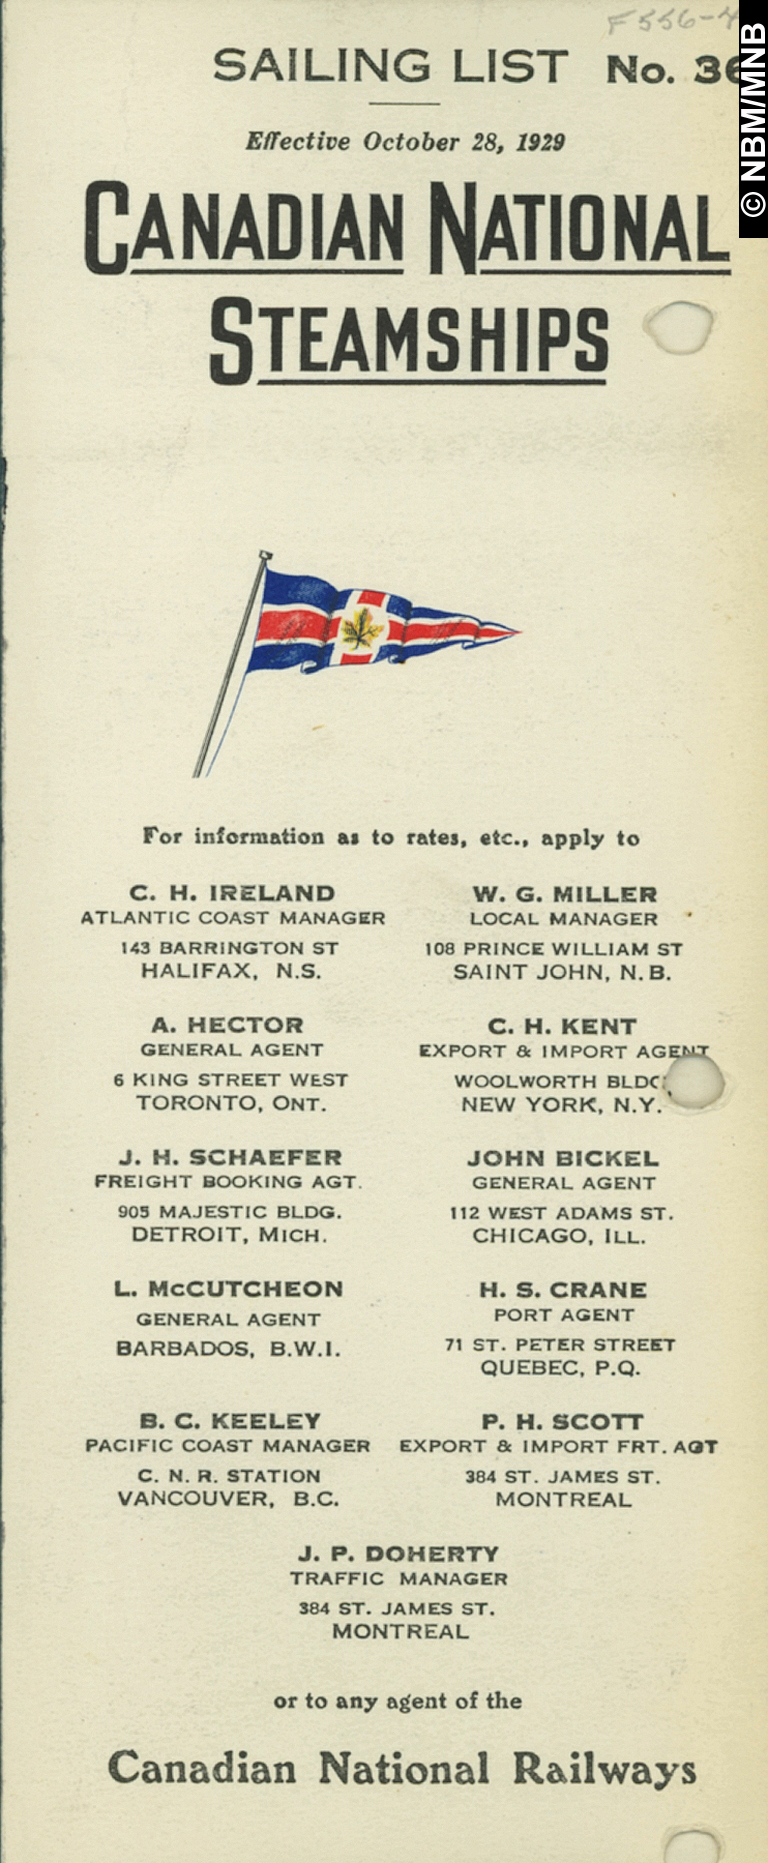 SAILING LIST No. 36
Effective October 28, 1929
CANADIAN NATIONAL
STEAMSHIPS
For information as to rates, etc., apply to
C. H. IRELAND
ATLANTIC COAST MANAGER
143 BARRINGTON ST
HALIFAX, N.S.
W. G. MILLER
LOCAL MANAGER
108 PRINCE WILLIAM ST
SAINT JOHN, N.B.
A. HECTOR
GENERAL AGENT
6 KING STREET WEST
TORONTO, ONT.
C. H. KENT
EXPORT & IMPORT AGENT
WOOLWORTH BLDG
NEW YORK, N.Y.
J. H. SCHAEFER
FREIGHT BOOKING AGT.
905 MAJESTIC BLDG.
DETROIT, MICH.
JOHN BICKEL
GENERAL AGENT
112 WEST ADAMS ST.
CHICAGO, ILL.
L. McCUTCHEON
GENERAL AGENT
BARBADOS, B.W.I.
H. S. CRANE
PORT AGENT
71 ST. PETER STREET
QUEBEC, P.Q.
B. C. KEELEY
PACIFIC COAST MANAGER
C. N. R. STATION
VANCOUVER, B.C.
P. H. SCOTT
EXPORT & IMPORT FRT. AGT
384 ST. JAMES ST.
MONTREAL
J. P. DOHERTY
TRAFFIC MANAGER
384 ST. JAMES ST.
MONTREAL
or to any agent of the
Canadian National Railways
© NBM/MNB